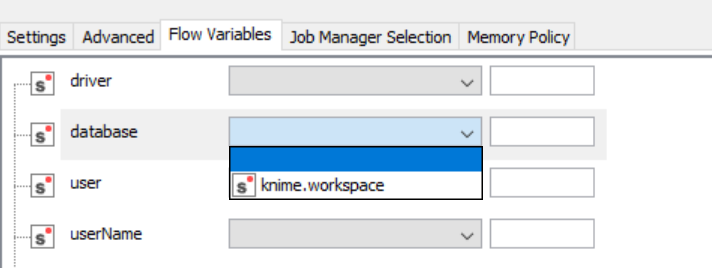 Settings Advanced Flow Variables Job Manager Selection Memory Policy
s driver
s database
s knime.workspace
s user
s userName